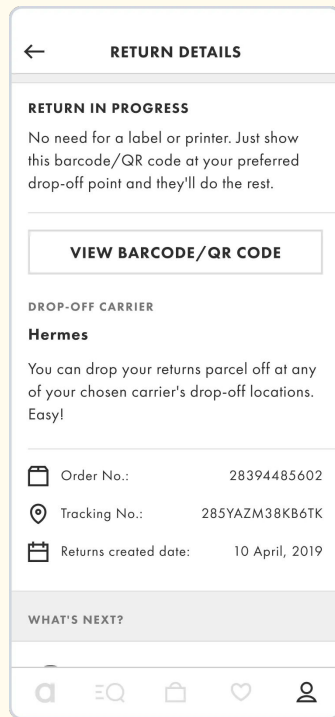 RETURN DETAILS
RETURN IN PROGRESS
No need for a label or printer. Just show
this barcode/QR code at your preferred
drop-off point and they'll do the rest.
VIEW BARCODE/QR CODE
DROP-OFF CARRIER
Hermes
You can drop your returns parcel off at any
of your chosen carrier's drop-off locations.
Easy!
Order No.: 28394485602
Tracking No.: 285YAZM38KB6TK
Returns created date: 10 April, 2019
WHAT'S NEXT?
a